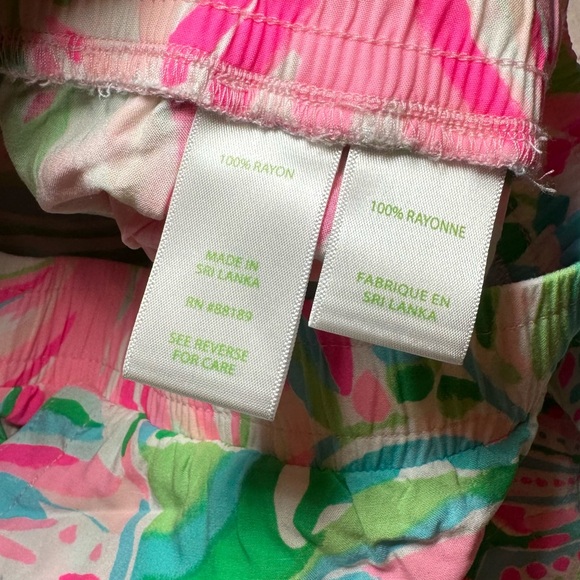 100% RAYON
MADE IN
SRI LANKA
RN #88189
SEE REVERSE
FOR CARE
100% RAYONNE
FABRIQUE EN
SRI LANKA